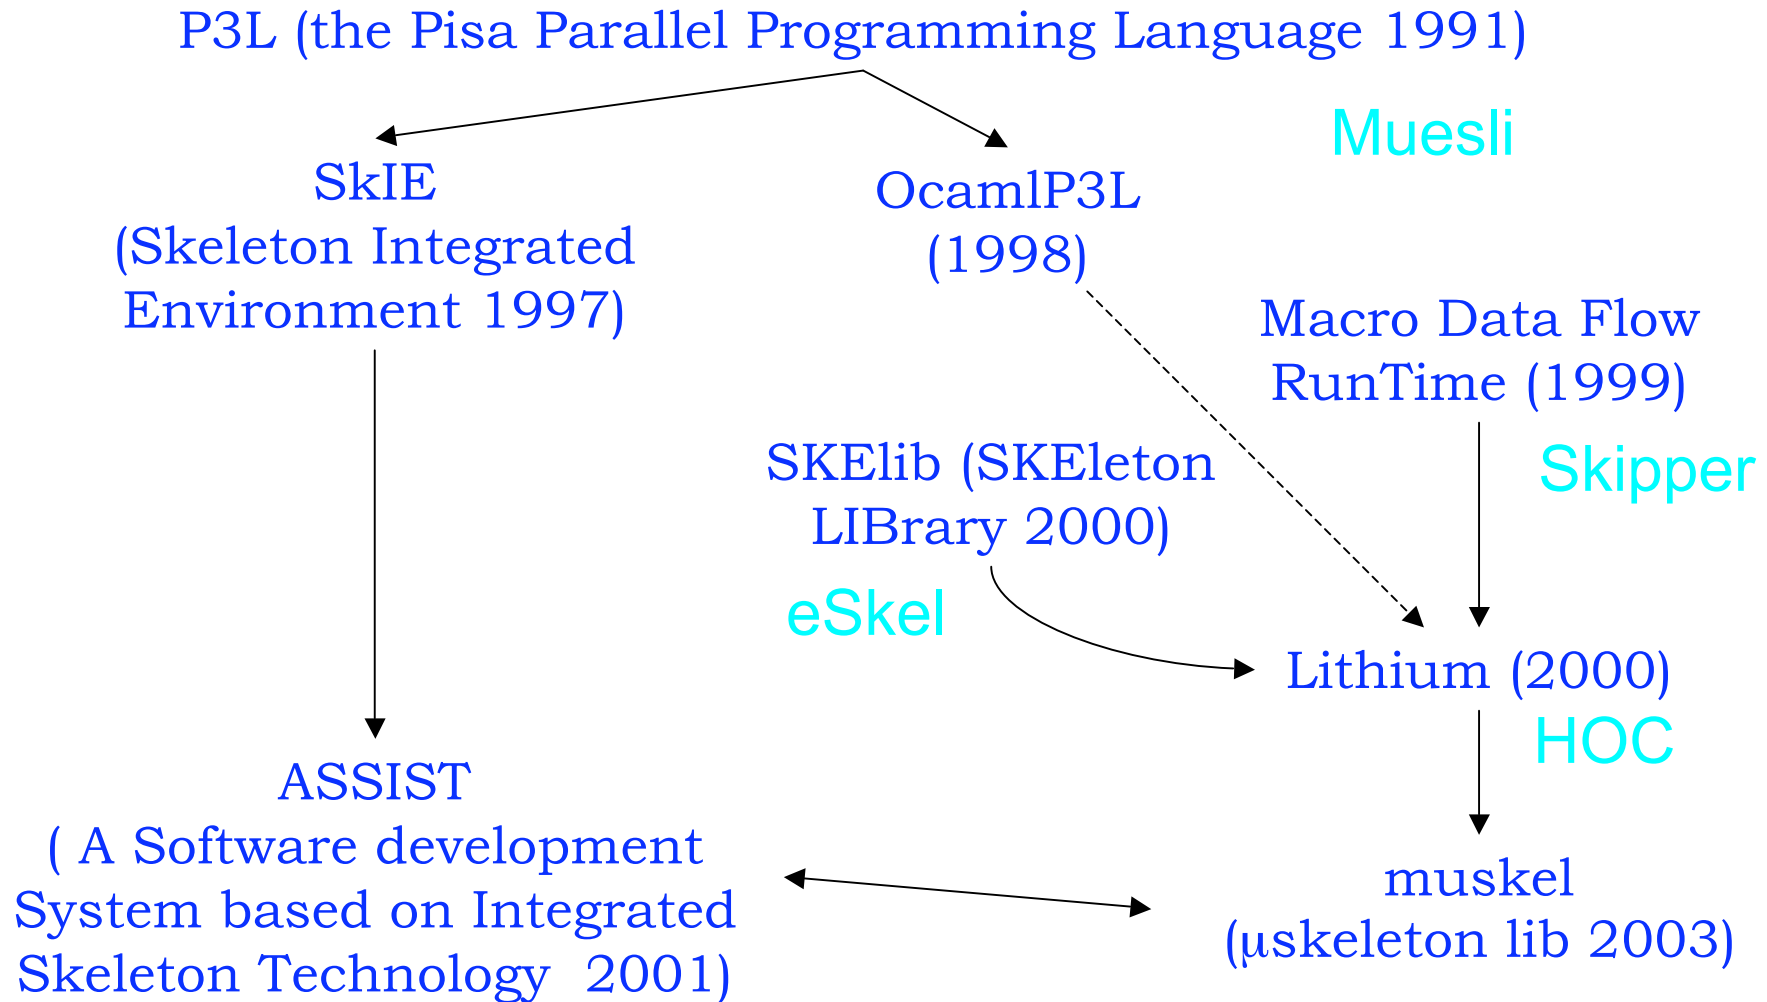 P3L (the Pisa Parallel Programming Language 1991)
Muesli
SkIE
(Skeleton Integrated
Environment 1997)
OcamlP3L
(1998)
Macro Data Flow
RunTime (1999)
SKElib (SKEleton
LIBrary 2000)
Skipper
eSkel
Lithium (2000)
HOC
ASSIST
( A Software development
System based on Integrated
Skeleton Technology 2001)
muskel
(μskeleton lib 2003)